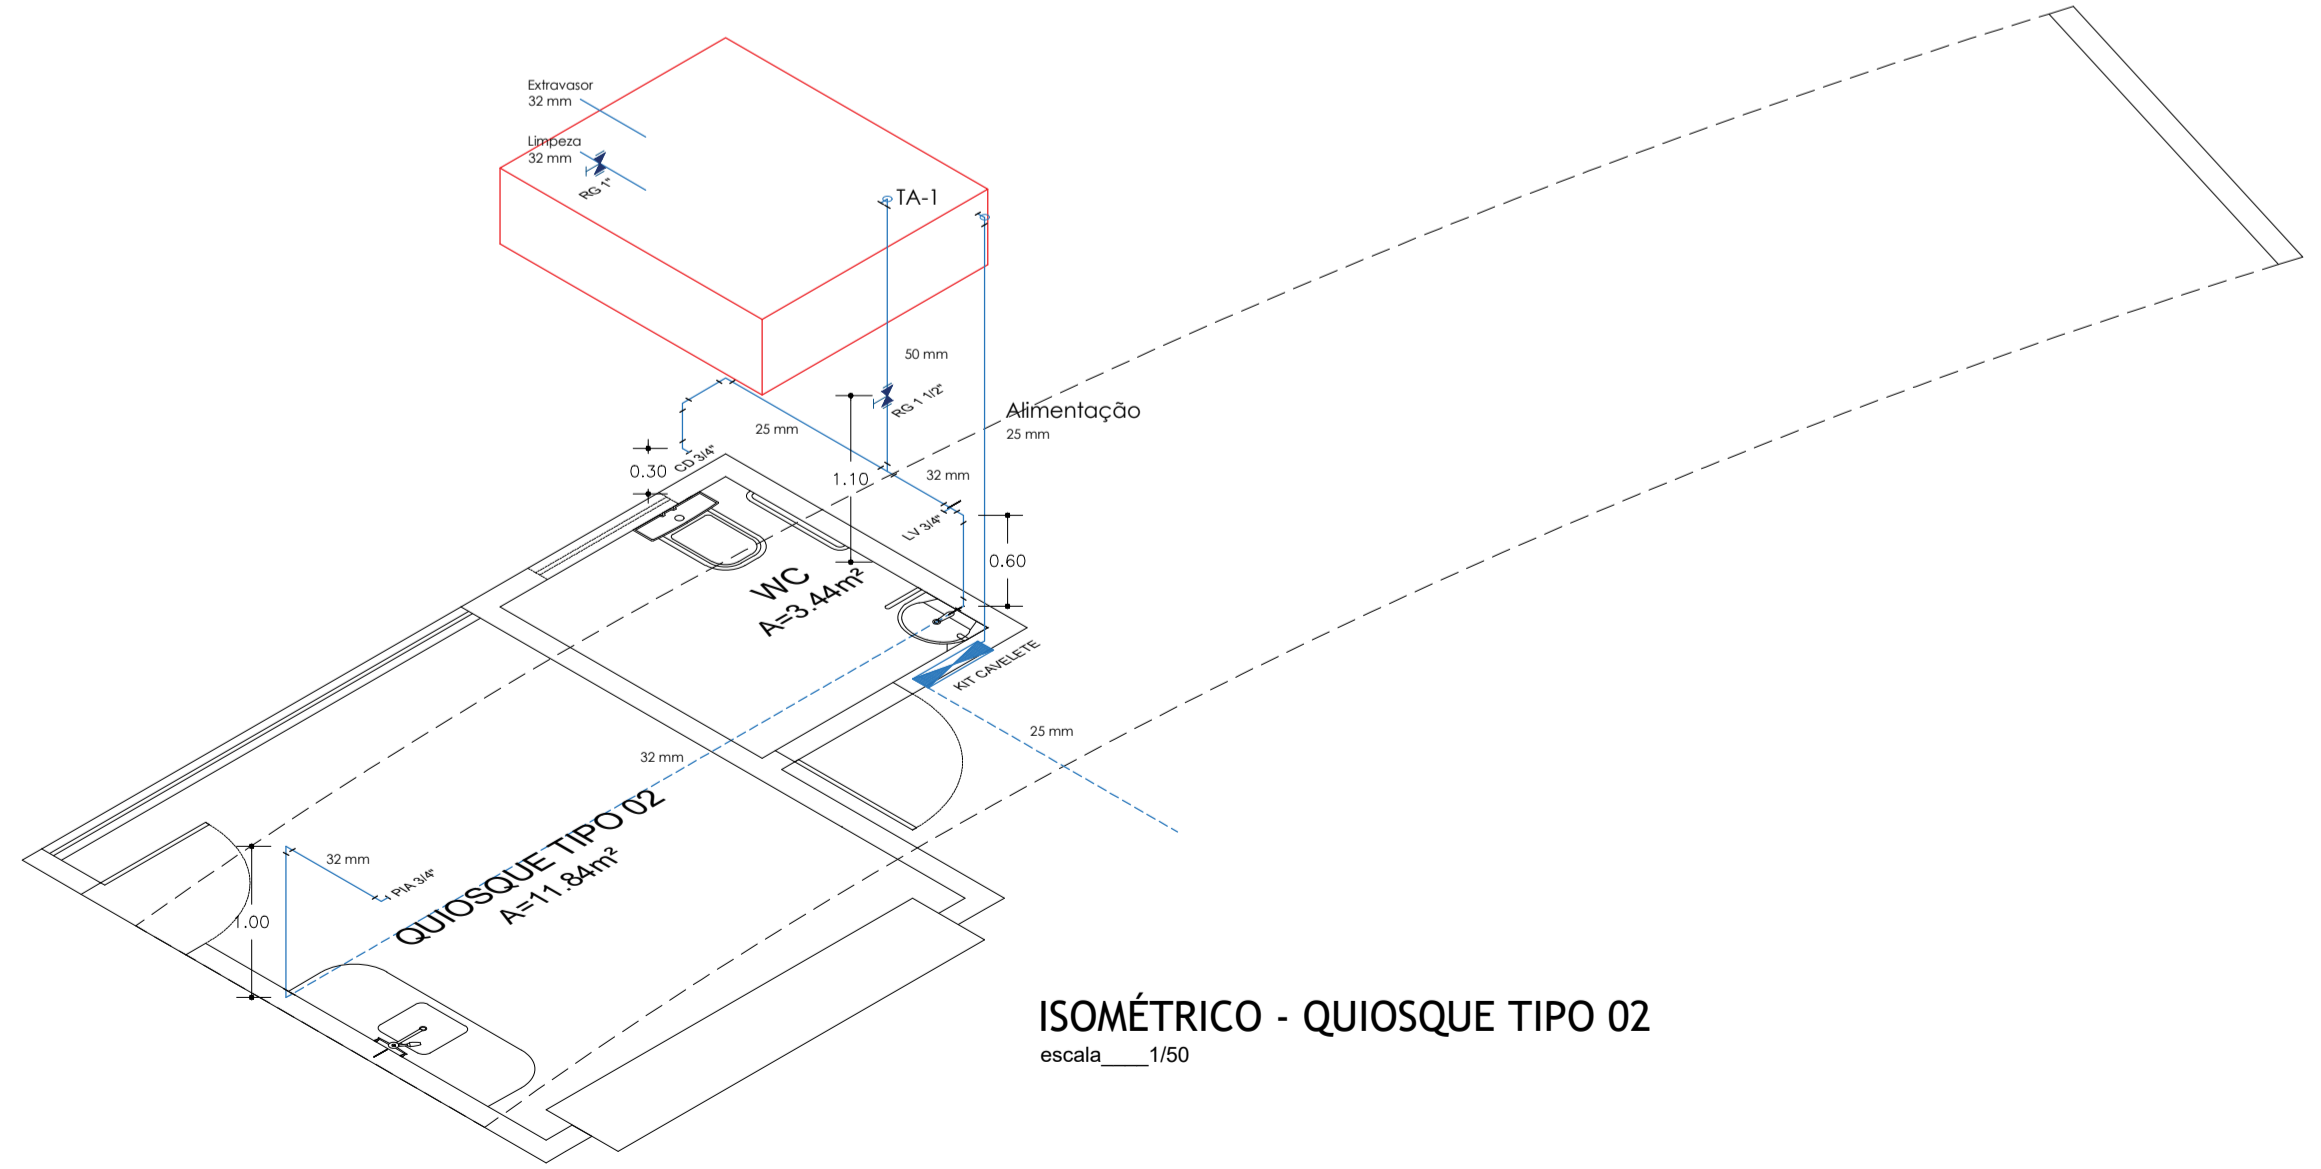 Extravasor
32 mm
Limpeza
32 mm
RG 1"
TA-1
50 mm
RG 1 1/2"
Alimentação
25 mm
25 mm
CD 3/4"
0.30
1.10
32 mm
LV 3/4"
0.60
WC
A=3.44m²
KIT CAVELETE
25 mm
32 mm
QUIOSQUE TIPO 02
A=11.84m²
32 mm
PIA 3/4"
1.00
ISOMÉTRICO - QUIOSQUE TIPO 02
escala____1/50